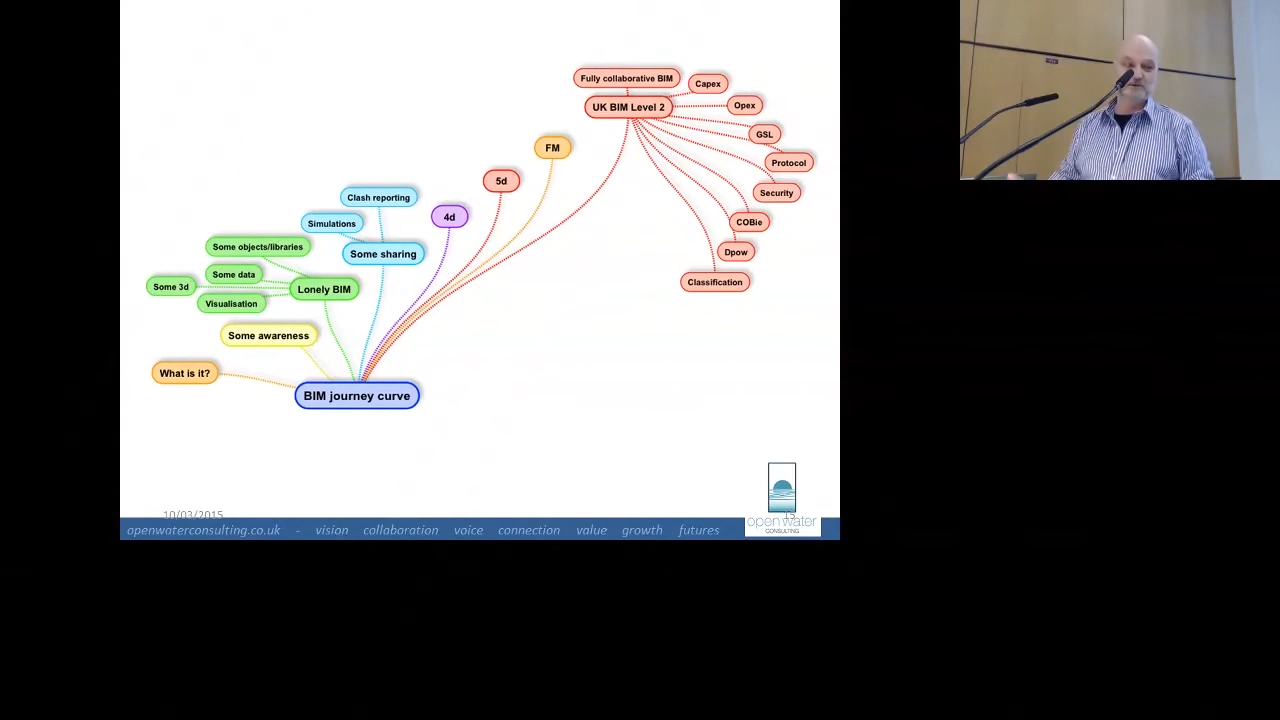 Fully collaborative BIM
Capex
UK BIM Level 2
Opex
GSL
FM
Protocol
5d
Security
Clash reporting
4d
Simulations
COBie
Some objects/libraries
Some sharing
Dpow
Some data
Classification
Some 3d
Lonely BIM
Visualisation
Some awareness
What is it?
BIM journey curve
10/03/2015
15
openwaterconsulting.co.uk - vision collaboration voice connection value growth futures
open water
CONSULTING